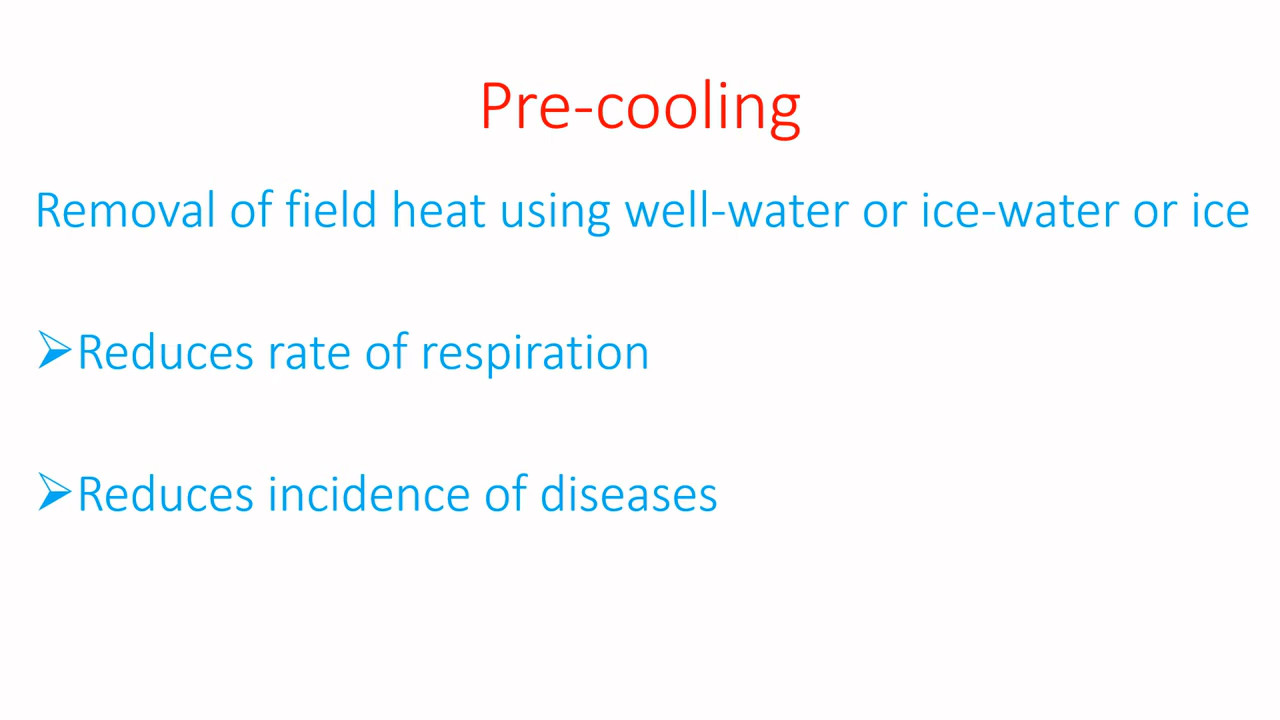 Pre-cooling
Removal of field heat using well-water or ice-water or ice
➢Reduces rate of respiration
➢Reduces incidence of diseases